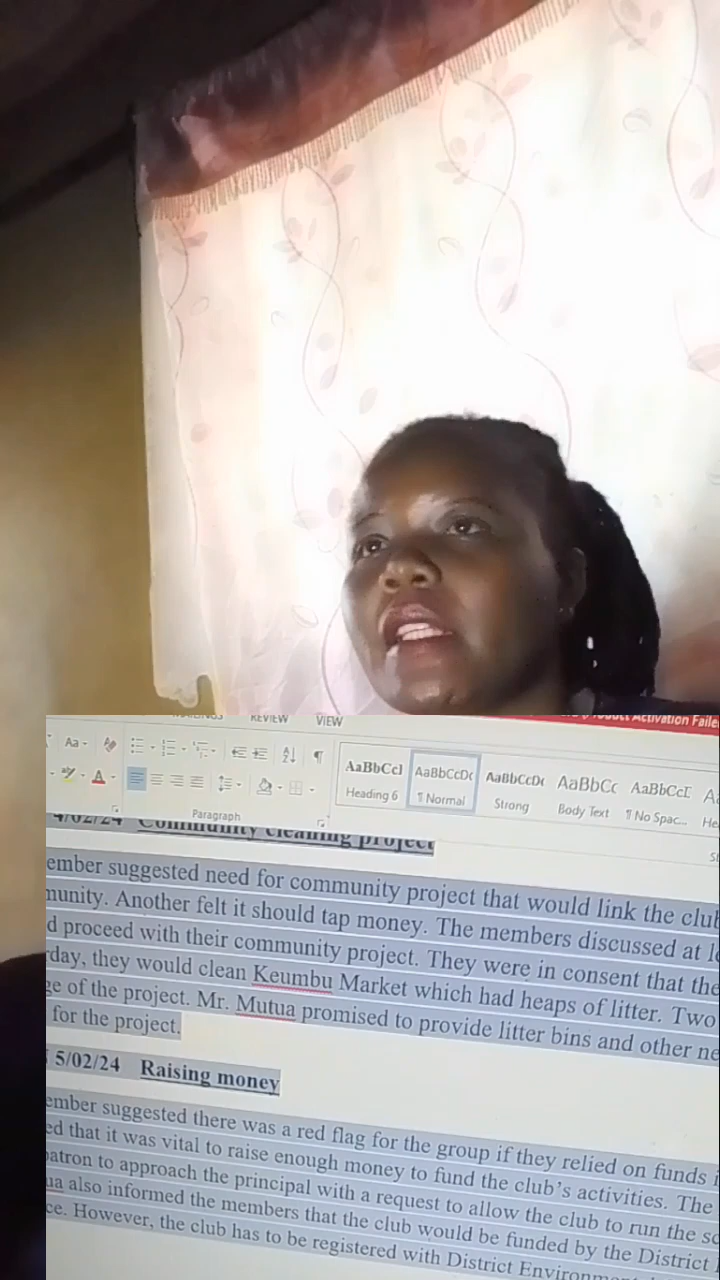 REVIEW VIEW
Product Activation Faile
Aa
A
AaBbCcI AaBbCcDc AaBbCcDc AaBbCc AaBbCcI
Heading 6 ¶ Normal Strong Body Text ¶ No Spac...
Paragraph
4/02/24 Community cleaning project
ember suggested need for community project that would link the club
munity. Another felt it should tap money. The members discussed at
d proceed with their community project. They were in consent that the
day, they would clean Keumbu Market which had heaps of litter. Two
ge of the project. Mr. Mutua promised to provide litter bins and other ne
for the project.
5/02/24 Raising money
ember suggested there was a red flag for the group if they relied on funds i
ed that it was vital to raise enough money to fund the club's activities. The
patron to approach the principal with a request to allow the club to run the sc
ua also informed the members that the club would be funded by the District
ce. However, the club has to be registered with District Environm